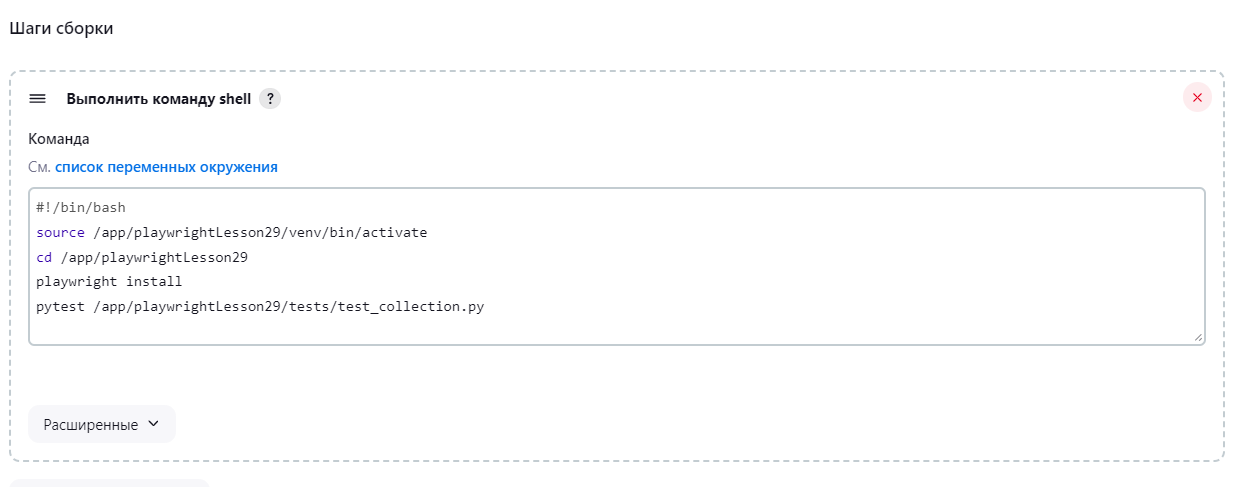 Шаги сборки
Выполнить команду shell ?
Команда
См. список переменных окружения
#!/bin/bash
source /app/playwrightLesson29/venv/bin/activate
cd /app/playwrightLesson29
playwright install
pytest /app/playwrightLesson29/tests/test_collection.py
Расширенные